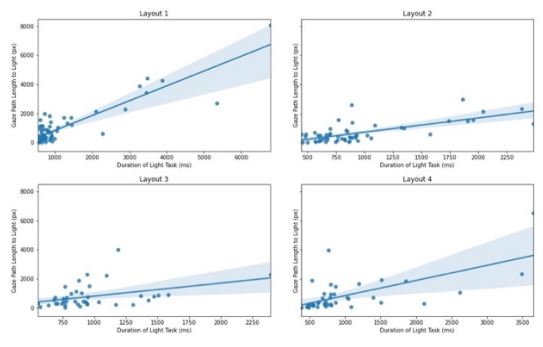 Layout 1
Layout 2
8000
6000
4000
2000
0
Gaze Path Length to Light (px)
Gaze Path Length to Light (px)
1000 2000 3000 4000 5000 6000
500 750 1000 1250 1500 1750 2000 2250
Duration of Light Task (ms)
Duration of Light Task (ms)
Layout 3
Layout 4
8000
6000
4000
2000
0
Gaze Path Length to Light (px)
Gaze Path Length to Light (px)
750 1000 1250 1500 1750 2000 2250
500 1000 1500 2000 2500 3000 3500
Duration of Light Task (ms)
Duration of Light Task (ms)